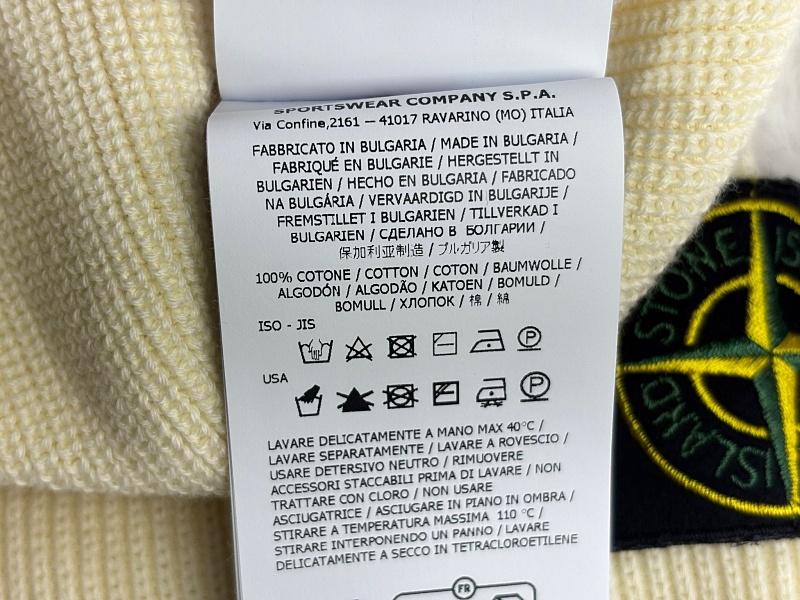 SPORTSWEAR COMPANY S.P.A.
Via Confine,2161 — 41017 RAVARINO (MO) ITALIA
FABBRICATO IN BULGARIA / MADE IN BULGARIA /
FABRIQUÉ EN BULGARIE / HERGESTELLT IN
BULGARIEN / HECHO EN BULGARIA / FABRICADO
NA BULGÁRIA / VERVAARDIGD IN BULGARIJE /
FREMSTILLET I BULGARIEN / TILLVERKAD I
BULGARIEN / СДЕЛАНО В БОЛГАРИИ /
保加利亚制造 / ブルガリア製
100% COTONE / COTTON / COTON / BAUMWOLLE /
ALGODÓN / ALGODÃO / KATOEN / BOMULD /
BOMULL / ХЛОПОК / 棉 / 綿
ISO - JIS
P
USA
P
LAVARE DELICATAMENTE A MANO MAX 40°C /
LAVARE SEPARATAMENTE / LAVARE A ROVESCIO /
USARE DETERSIVO NEUTRO / RIMUOVERE
ACCESSORI STACCABILI PRIMA DI LAVARE / NON
TRATTARE CON CLORO / NON USARE
ASCIUGATRICE / ASCIUGARE IN PIANO IN OMBRA /
STIRARE A TEMPERATURA MASSIMA 110 °C /
STIRARE INTERPONENDO UN PANNO / LAVARE
DELICATAMENTE A SECCO IN TETRACLOROETILENE
FR
STONE IS
ISLAND